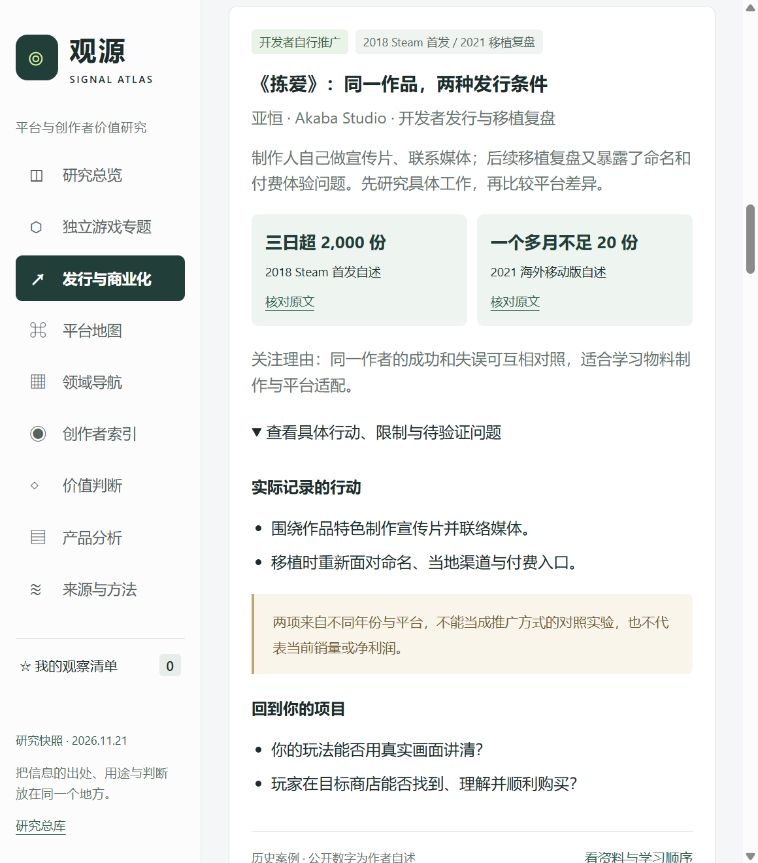 观源
SIGNAL ATLAS
平台与创作者价值研究
研究总览
独立游戏专题
发行与商业化
平台地图
领域导航
创作者索引
价值判断
产品分析
来源与方法
☆ 我的观察清单 0
研究快照 · 2026.11.21
把信息的出处、用途与判断
放在同一个地方。
研究总库
开发者自行推广 2018 Steam 首发 / 2021 移植复盘
《拣爱》：同一作品，两种发行条件
亚恒 · Akaba Studio · 开发者发行与移植复盘
制作人自己做宣传片、联系媒体；后续移植复盘又暴露了命名和
付费体验问题。先研究具体工作，再比较平台差异。
三日超 2,000 份
2018 Steam 首发自述
核对原文
一个多月不足 20 份
2021 海外移动版自述
核对原文
关注理由：同一作者的成功和失误可互相对照，适合学习物料制
作与平台适配。
▼ 查看具体行动、限制与待验证问题
实际记录的行动
• 围绕作品特色制作宣传片并联络媒体。
• 移植时重新面对命名、当地渠道与付费入口。
两项来自不同年份与平台，不能当成推广方式的对照实验，也不代
表当前销量或净利润。
回到你的项目
• 你的玩法能否用真实画面讲清？
• 玩家在目标商店能否找到、理解并顺利购买？
历史案例 · 公开数字为作者自述 看资料与学习顺序